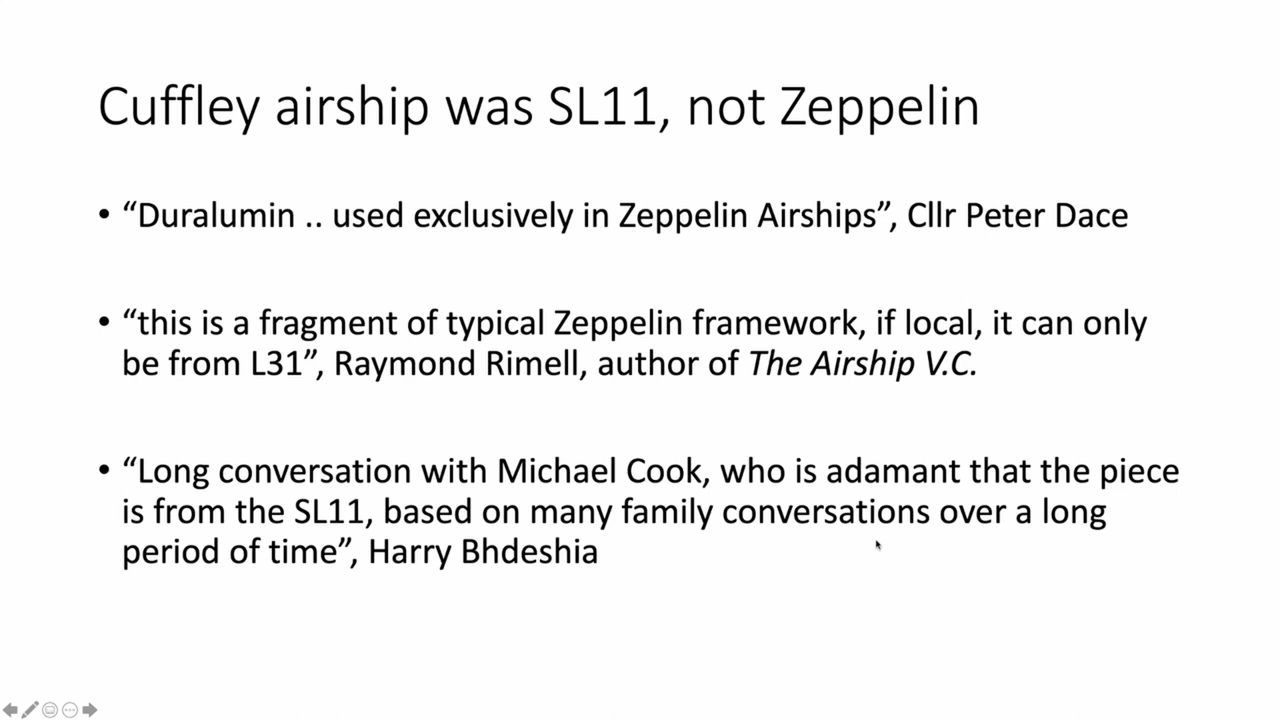 Cuffley airship was SL11, not Zeppelin
• “Duralumin .. used exclusively in Zeppelin Airships”, Cllr Peter Dace
• “this is a fragment of typical Zeppelin framework, if local, it can only
be from L31”, Raymond Rimell, author of The Airship V.C.
• “Long conversation with Michael Cook, who is adamant that the piece
is from the SL11, based on many family conversations over a long
period of time”, Harry Bhdeshia